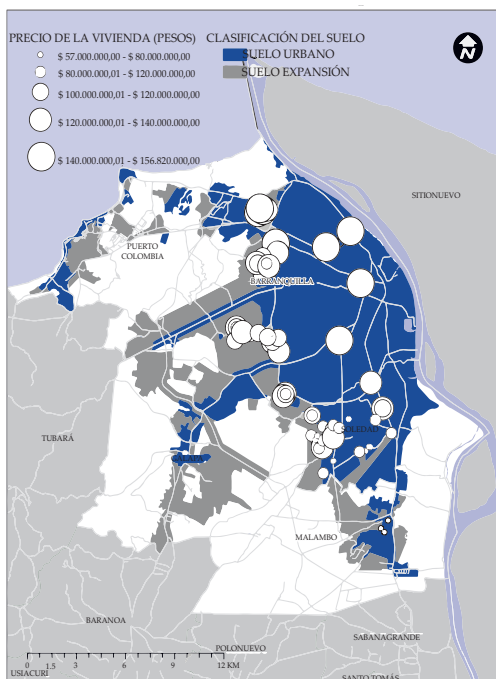 PRECIO DE LA VIVIENDA (PESOS)
$ 57.000.000,00 - $ 80.000.000,00
$ 80.000.000,01 - $ 120.000.000,00
$ 100.000.000,01 - $ 120.000.000,00
$ 120.000.000,01 - $ 140.000.000,00
$ 140.000.000,01 - $ 156.820.000,00
CLASIFICACIÓN DEL SUELO
SUELO URBANO
SUELO EXPANSIÓN
N
SITIONUEVO
PUERTO
COLOMBIA
BARRANQUILLA
SOLEDAD
TUBARÁ
GALAPA
MALAMBO
BARANOA
SABANAGRANDE
POLONUEVO
0 1.5 3 6 9 12 KM
USIACURI
SANTO TOMÁS